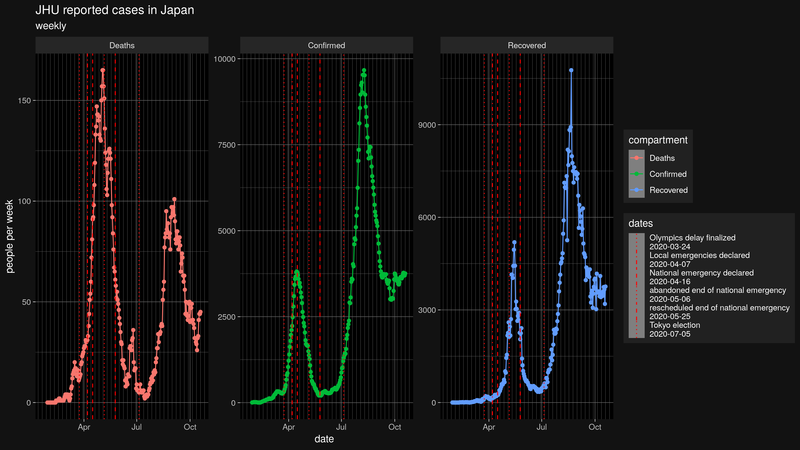 JHU reported cases in Japan
weekly
Deaths
Confirmed
Recovered
people per week
0
50
100
150
0
2500
5000
7500
10000
0
3000
6000
9000
Apr
Jul
Oct
Apr
Jul
Oct
Apr
Jul
Oct
date
compartment
Deaths
Confirmed
Recovered
dates
Olympics delay finalized
2020-03-24
Local emergencies declared
2020-04-07
National emergency declared
2020-04-16
abandoned end of national emergency
2020-05-06
rescheduled end of national emergency
2020-05-25
Tokyo election
2020-07-05